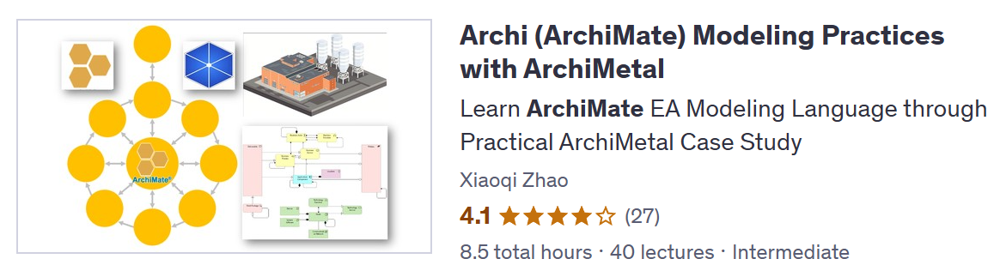 ArchiMate®
Archi (ArchiMate) Modeling Practices
with ArchiMetal
Learn ArchiMate EA Modeling Language through
Practical ArchiMetal Case Study
Xiaoqi Zhao
4.1 (27)
8.5 total hours · 40 lectures · Intermediate